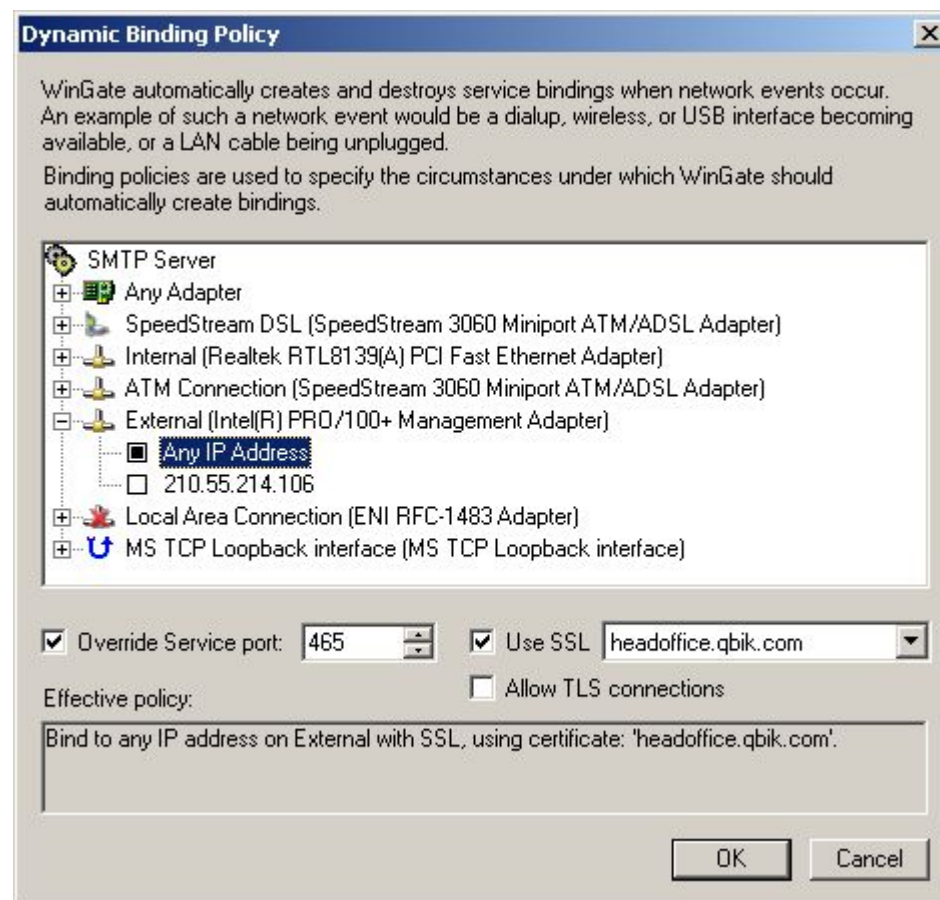 Dynamic Binding Policy
WinGate automatically creates and destroys service bindings when network events occur.
An example of such a network event would be a dialup, wireless, or USB interface becoming
available, or a LAN cable being unplugged.
Binding policies are used to specify the circumstances under which WinGate should
automatically create bindings.
SMTP Server
Any Adapter
SpeedStream DSL (SpeedStream 3060 Miniport ATM/ADSL Adapter)
Internal (Realtek RTL8139(A) PCI Fast Ethernet Adapter)
ATM Connection (SpeedStream 3060 Miniport ATM/ADSL Adapter)
External (Intel(R) PRO/100+ Management Adapter)
Any IP Address
210.55.214.106
Local Area Connection (ENI RFC-1483 Adapter)
MS TCP Loopback interface (MS TCP Loopback interface)
Override Service port: 465 Use SSL headoffice.qbik.com
Allow TLS connections
Effective policy:
Bind to any IP address on External with SSL, using certificate: 'headoffice.qbik.com'.
OK Cancel